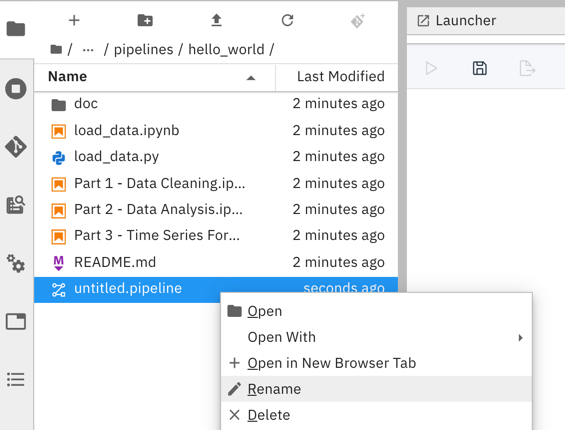 Launcher
/ ··· / pipelines / hello_world /
Name Last Modified
doc 2 minutes ago
load_data.ipynb 2 minutes ago
load_data.py 2 minutes ago
Part 1 - Data Cleaning.ip... 2 minutes ago
Part 2 - Data Analysis.ip... 2 minutes ago
Part 3 - Time Series For... 2 minutes ago
M README.md 2 minutes ago
untitled.pipeline seconds ago
Open
Open With
Open in New Browser Tab
Rename
Delete